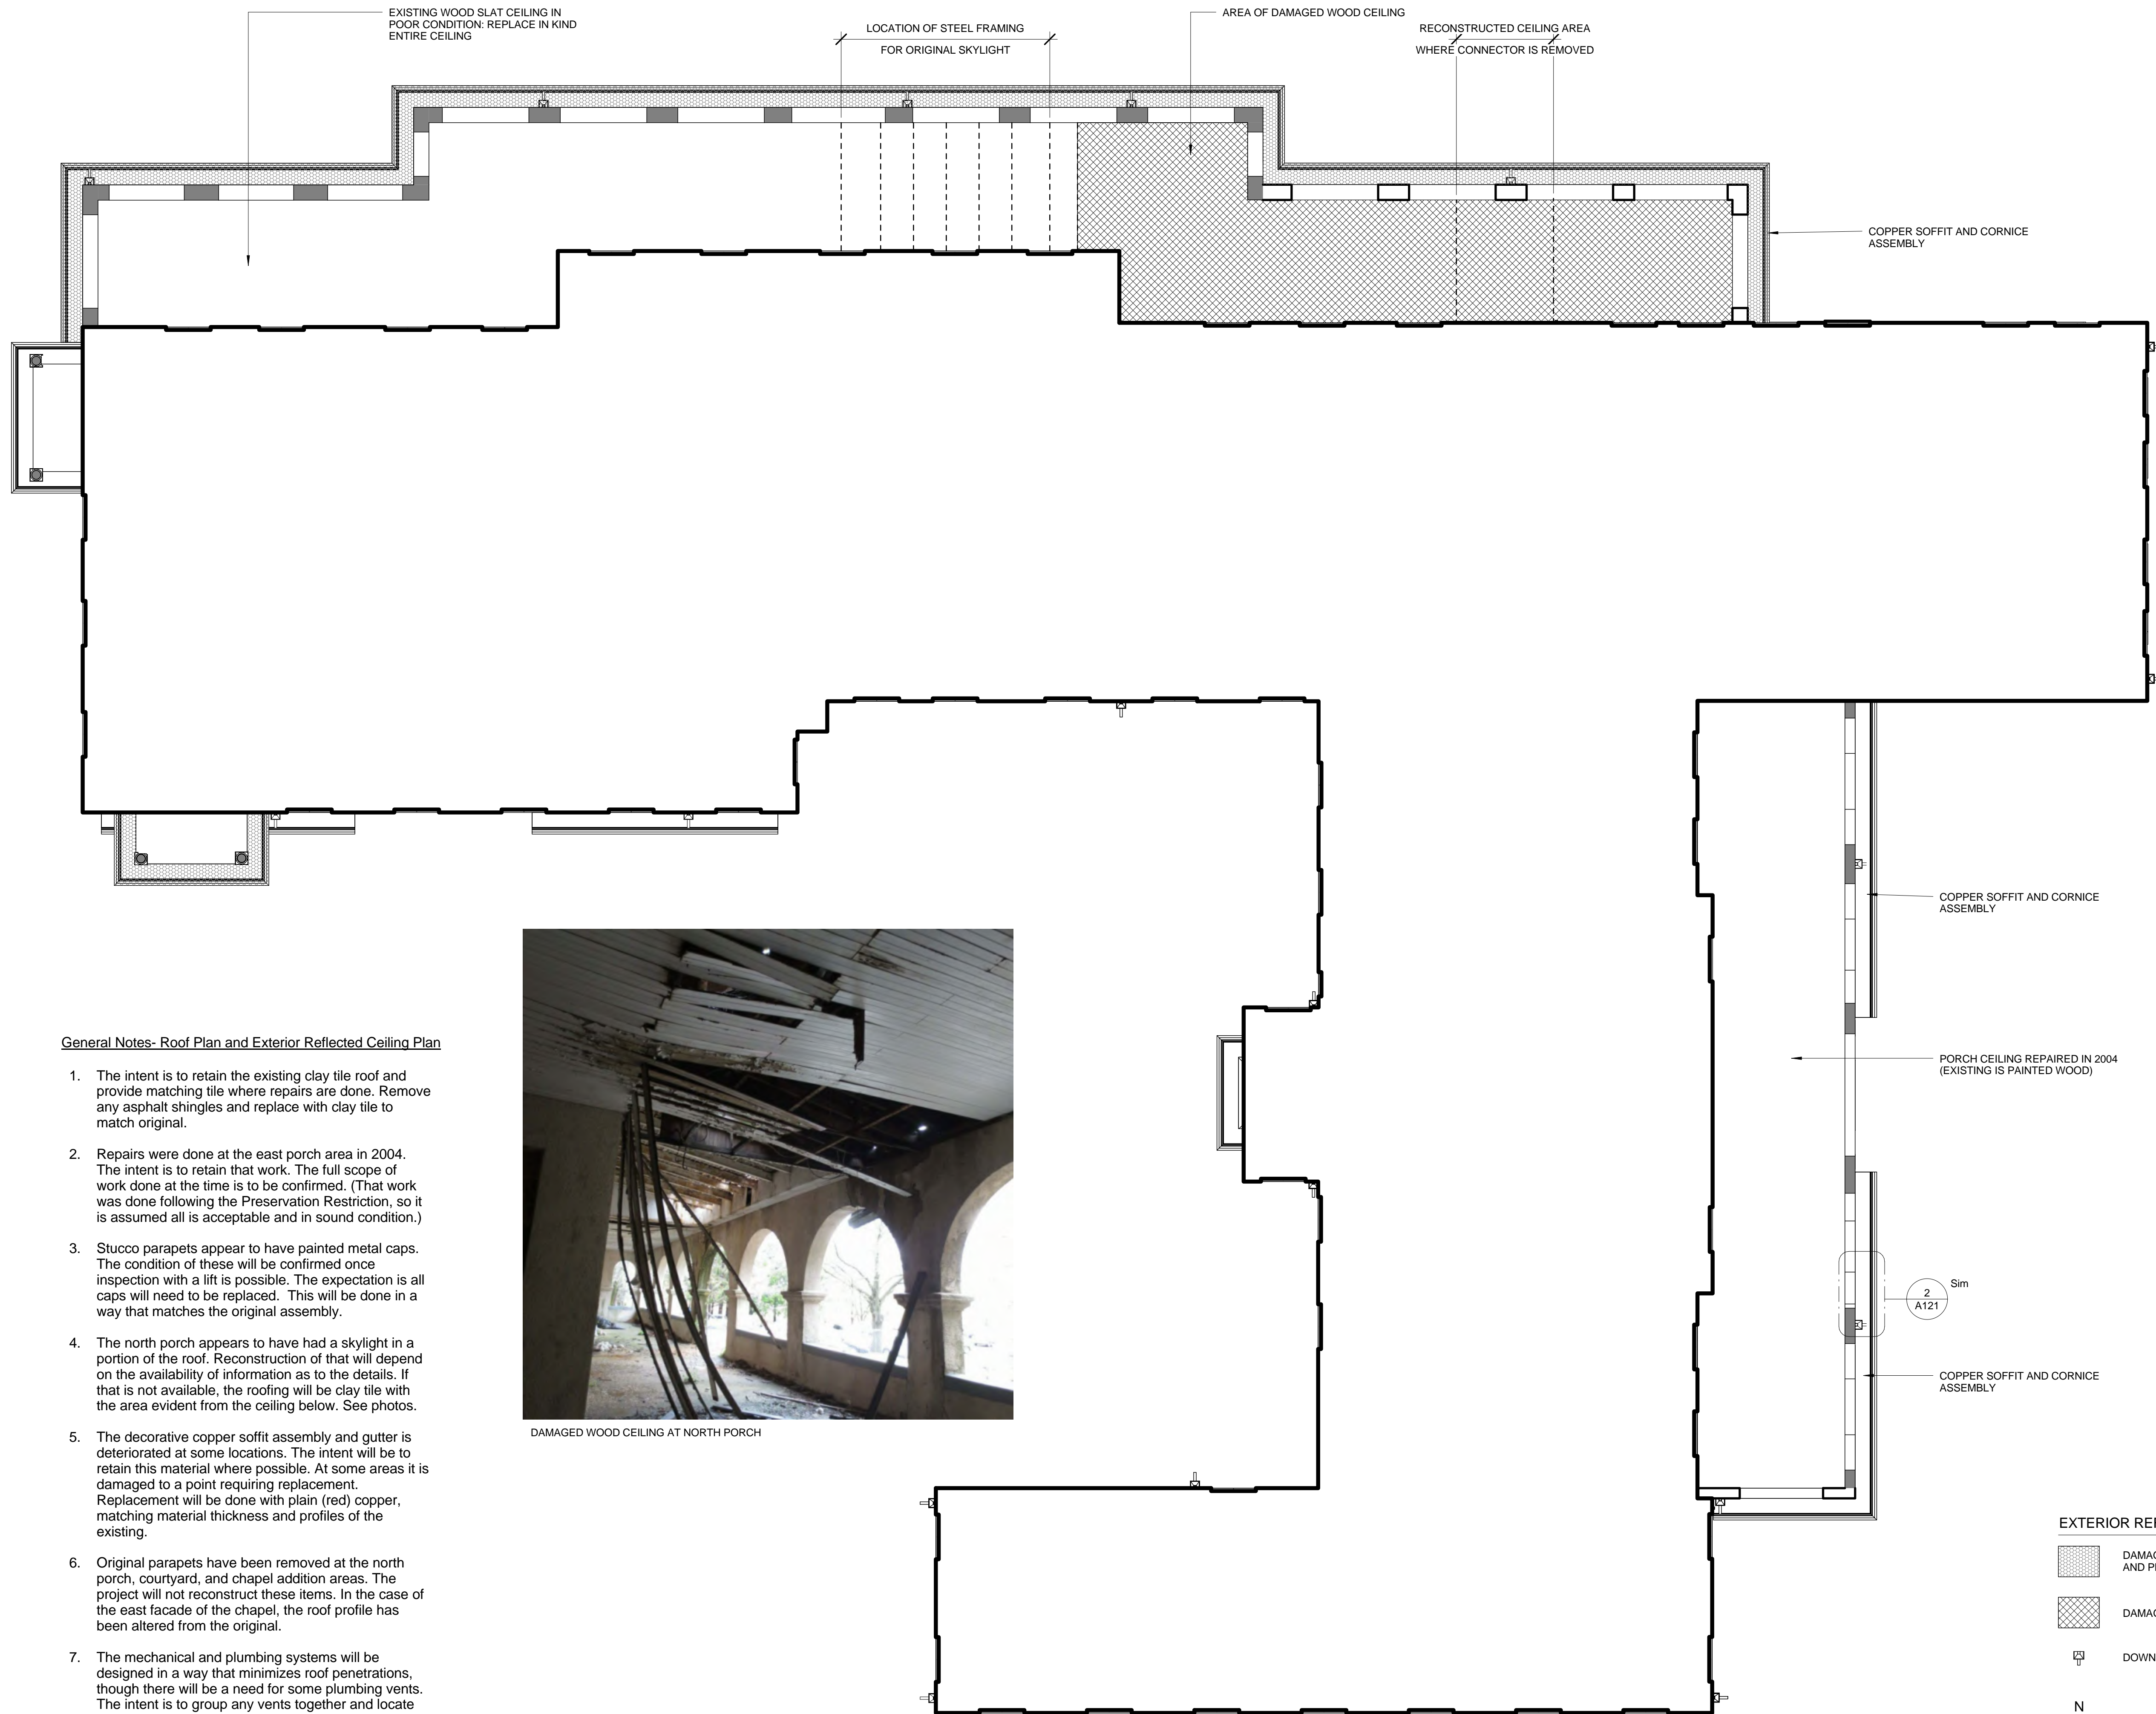 EXISTING WOOD SLAT CEILING IN
POOR CONDITION: REPLACE IN KIND
ENTIRE CEILING
LOCATION OF STEEL FRAMING
FOR ORIGINAL SKYLIGHT
AREA OF DAMAGED WOOD CEILING
RECONSTRUCTED CEILING AREA
WHERE CONNECTOR IS REMOVED
COPPER SOFFIT AND CORNICE
ASSEMBLY
COPPER SOFFIT AND CORNICE
ASSEMBLY
PORCH CEILING REPAIRED IN 2004
(EXISTING IS PAINTED WOOD)
2
A121
Sim
COPPER SOFFIT AND CORNICE
ASSEMBLY
General Notes- Roof Plan and Exterior Reflected Ceiling Plan
1. The intent is to retain the existing clay tile roof and
provide matching tile where repairs are done. Remove
any asphalt shingles and replace with clay tile to
match original.
2. Repairs were done at the east porch area in 2004.
The intent is to retain that work. The full scope of
work done at the time is to be confirmed. (That work
was done following the Preservation Restriction, so it
is assumed all is acceptable and in sound condition.)
3. Stucco parapets appear to have painted metal caps.
The condition of these will be confirmed once
inspection with a lift is possible. The expectation is all
caps will need to be replaced. This will be done in a
way that matches the original assembly.
4. The north porch appears to have had a skylight in a
portion of the roof. Reconstruction of that will depend
on the availability of information as to the details. If
that is not available, the roofing will be clay tile with
the area evident from the ceiling below. See photos.
5. The decorative copper soffit assembly and gutter is
deteriorated at some locations. The intent will be to
retain this material where possible. At some areas it is
damaged to a point requiring replacement.
Replacement will be done with plain (red) copper,
matching material thickness and profiles of the
existing.
6. Original parapets have been removed at the north
porch, courtyard, and chapel addition areas. The
project will not reconstruct these items. In the case of
the east facade of the chapel, the roof profile has
been altered from the original.
7. The mechanical and plumbing systems will be
designed in a way that minimizes roof penetrations,
though there will be a need for some plumbing vents.
The intent is to group any vents together and locate
DAMAGED WOOD CEILING AT NORTH PORCH
EXTERIOR RE
DAMA
AND P
DAMA
DOWN
N